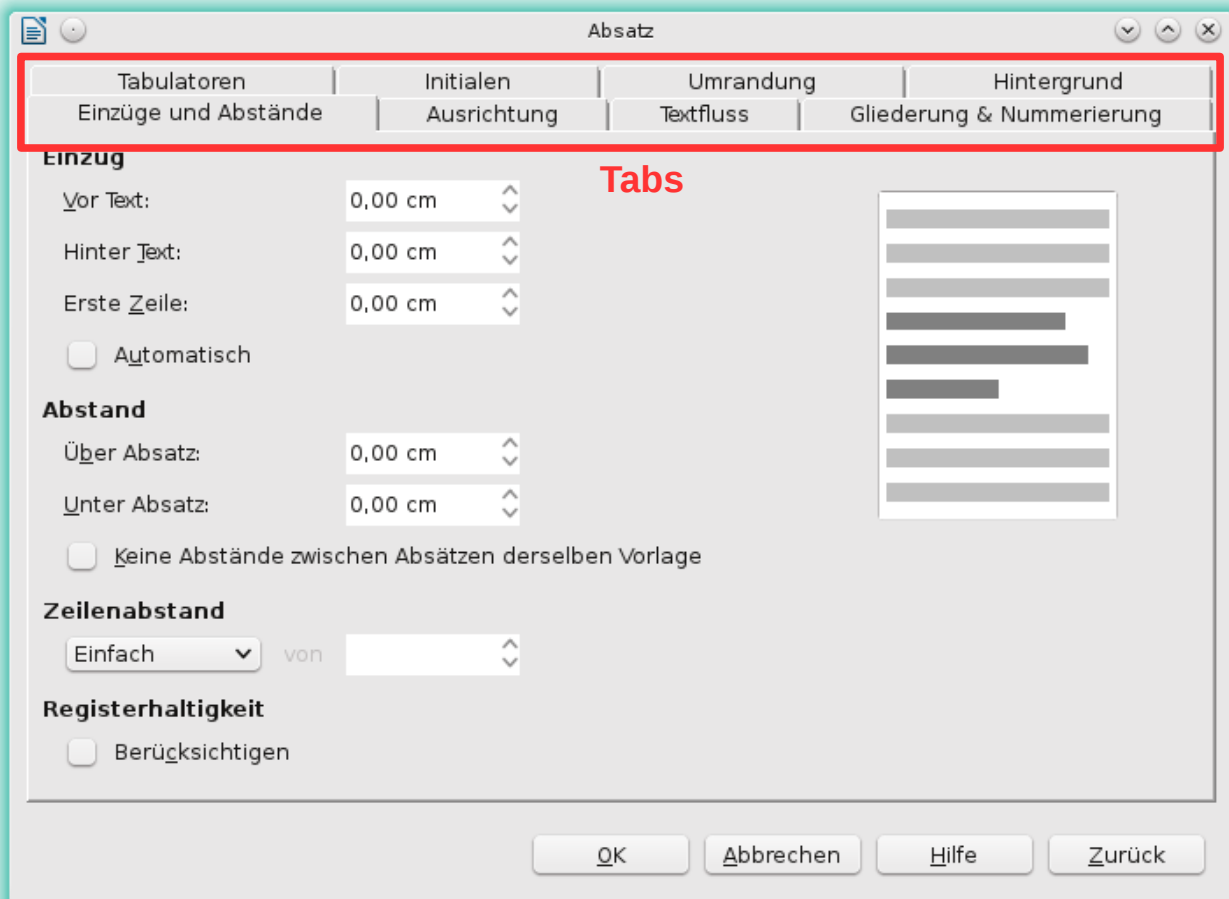 Absatz
Tabulatoren Initialen Umrandung Hintergrund
Einzüge und Abstände Ausrichtung Textfluss Gliederung & Nummerierung
Tabs
Einzug
Vor Text: 0,00 cm
Hinter Text: 0,00 cm
Erste Zeile: 0,00 cm
Automatisch
Abstand
Über Absatz: 0,00 cm
Unter Absatz: 0,00 cm
Keine Abstände zwischen Absätzen derselben Vorlage
Zeilenabstand
Einfach von
Registerhaltigkeit
Berücksichtigen
OK Abbrechen Hilfe Zurück